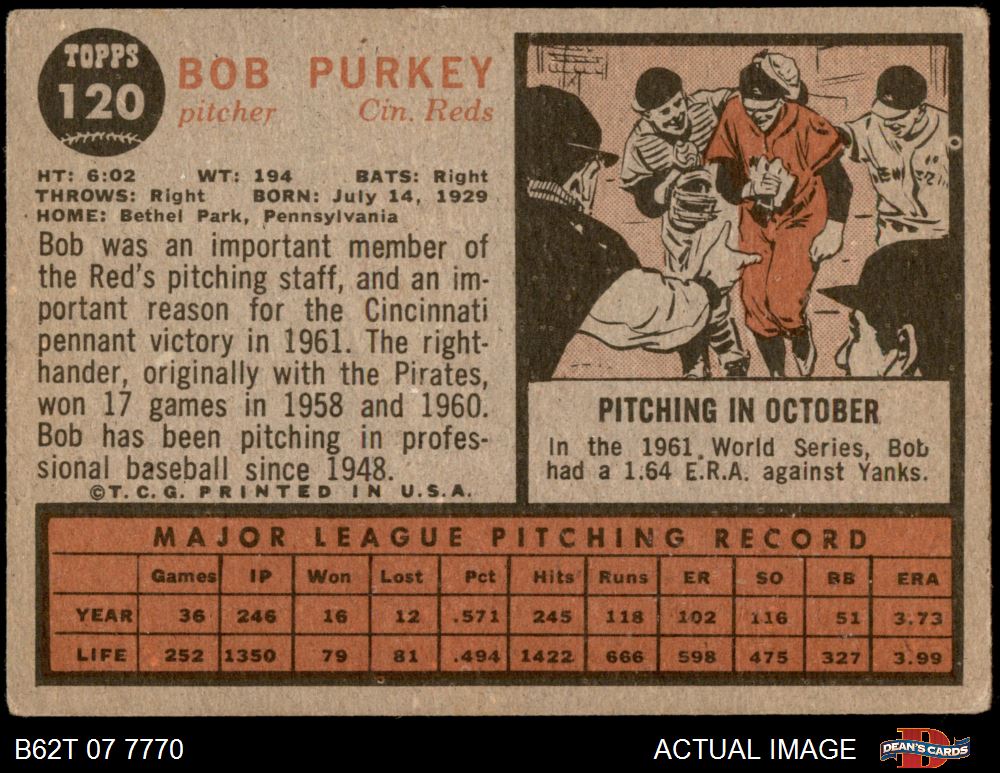 TOPPS
120
BOB PURKEY
pitcher Cin. Reds
HT: 6:02 WT: 194 BATS: Right
THROWS: Right BORN: July 14, 1929
HOME: Bethel Park, Pennsylvania
Bob was an important member of
the Red's pitching staff, and an im-
portant reason for the Cincinnati
pennant victory in 1961. The right-
hander, originally with the Pirates,
won 17 games in 1958 and 1960.
Bob has been pitching in profes-
sional baseball since 1948.
©T.C.G. PRINTED IN U.S.A.
PITCHING IN OCTOBER
In the 1961 World Series, Bob
had a 1.64 E.R.A. against Yanks.
MAJOR LEAGUE PITCHING RECORD
Games IP Won Lost Pct Hits Runs ER SO BB ERA
YEAR 36 246 16 12 .571 245 118 102 116 51 3.73
LIFE 252 1350 79 81 .494 1422 666 598 475 327 3.99
B62T 07 7770
ACTUAL IMAGE
DEAN'S CARDS